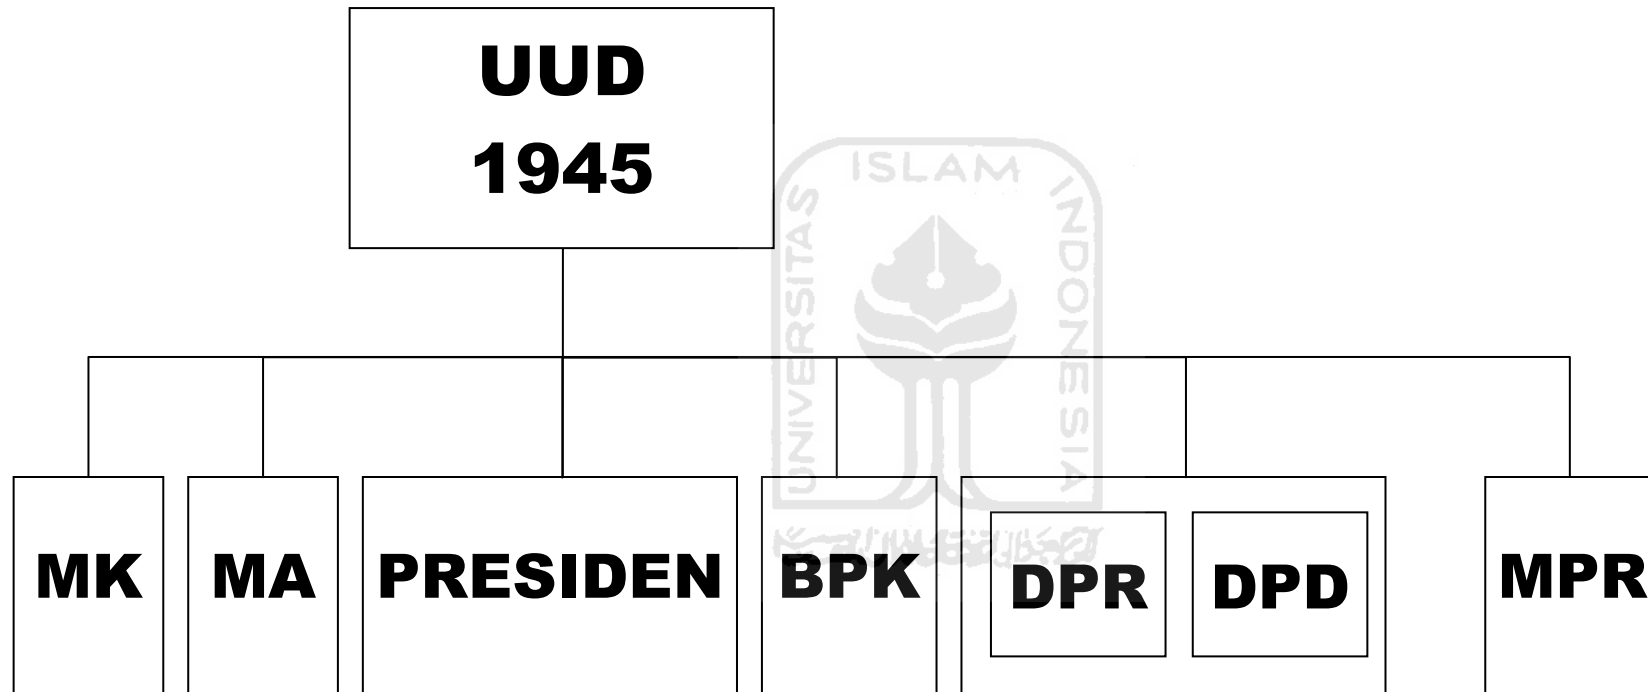 UUD
1945
UNIVERSITAS ISLAM INDONESIA
MK MA PRESIDEN BPK DPR DPD MPR